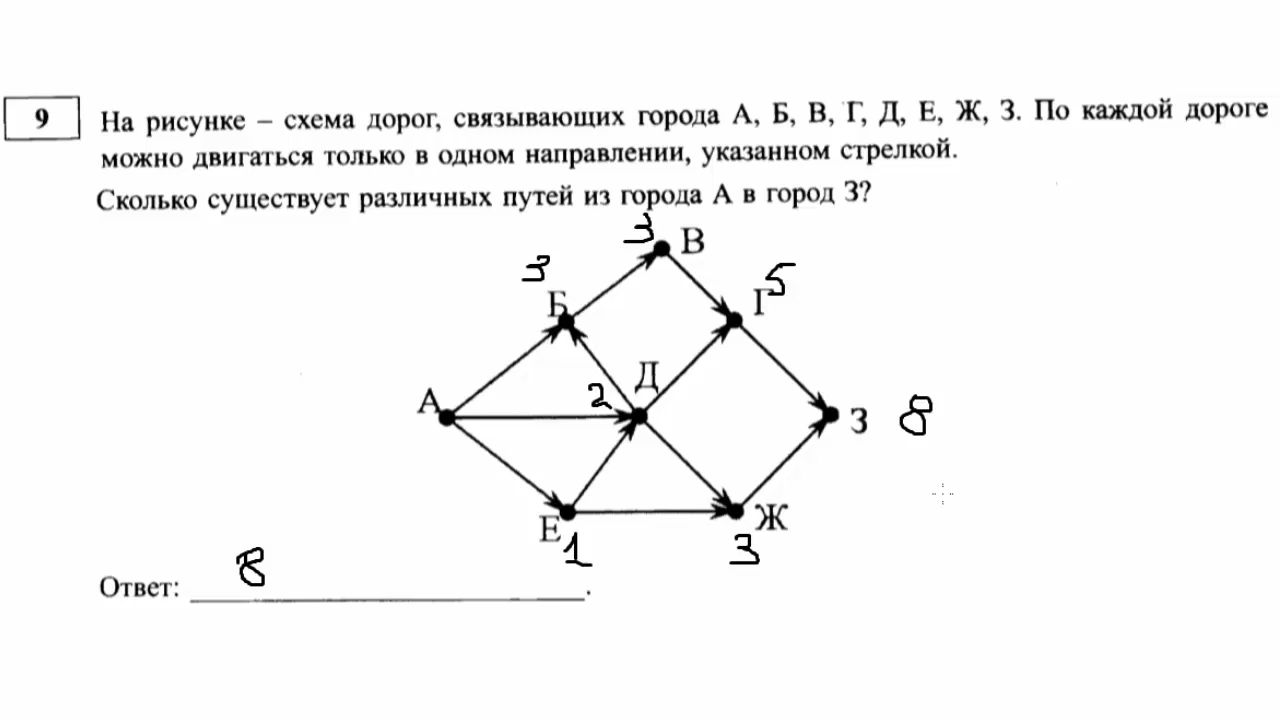 9
На рисунке – схема дорог, связывающих города А, Б, В, Г, Д, Е, Ж, З. По каждой дороге
можно двигаться только в одном направлении, указанном стрелкой.
Сколько существует различных путей из города А в город З?
3 В
3
Б
Г 5
Д
А
2
З 8
Е 1
Ж
3
Ответ: 8.